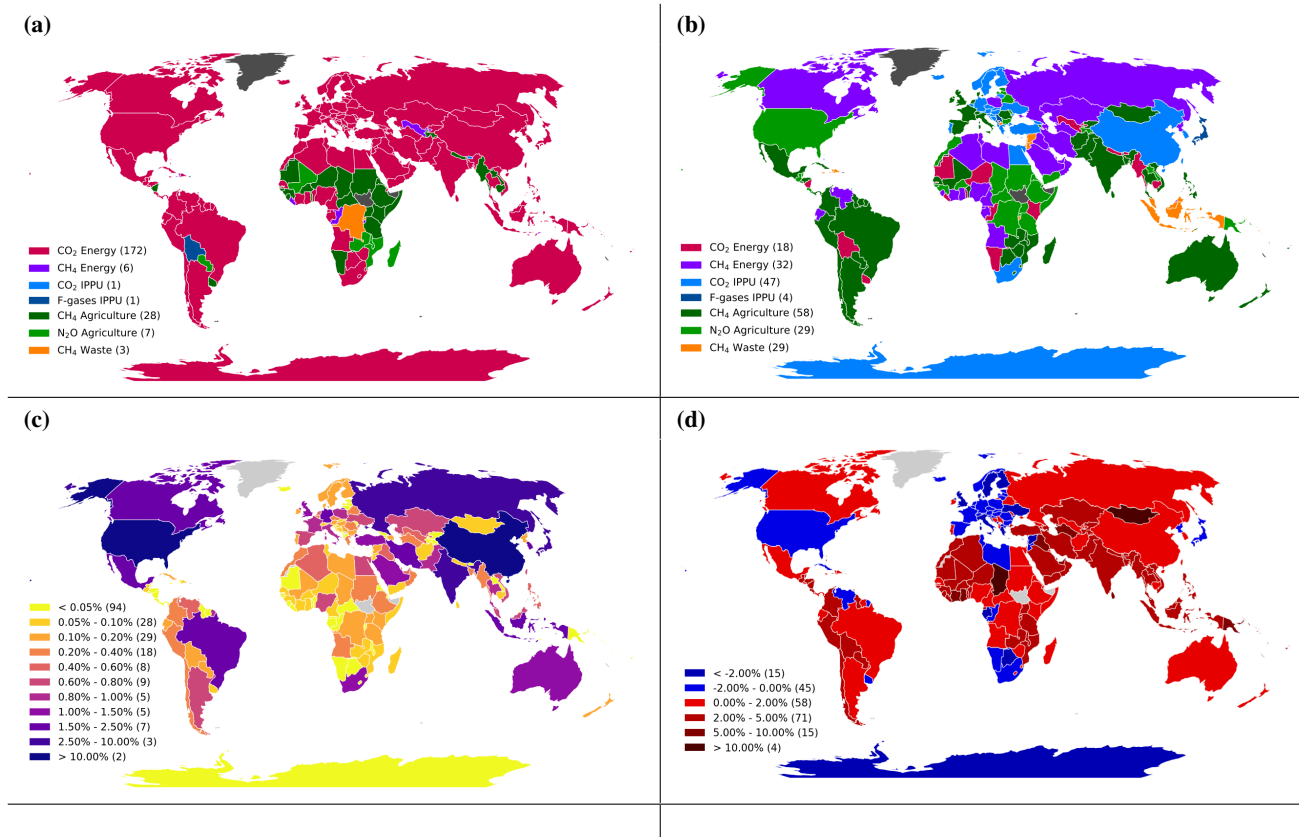 (a)
CO₂ Energy (172)
CH₄ Energy (6)
CO₂ IPPU (1)
F-gases IPPU (1)
CH₄ Agriculture (28)
N₂O Agriculture (7)
CH₄ Waste (3)
(b)
CO₂ Energy (18)
CH₄ Energy (32)
CO₂ IPPU (47)
F-gases IPPU (4)
CH₄ Agriculture (58)
N₂O Agriculture (29)
CH₄ Waste (29)
(c)
< 0.05% (94)
0.05% - 0.10% (28)
0.10% - 0.20% (29)
0.20% - 0.40% (18)
0.40% - 0.60% (8)
0.60% - 0.80% (9)
0.80% - 1.00% (5)
1.00% - 1.50% (5)
1.50% - 2.50% (7)
2.50% - 10.00% (3)
> 10.00% (2)
(d)
< -2.00% (15)
-2.00% - 0.00% (45)
0.00% - 2.00% (58)
2.00% - 5.00% (71)
5.00% - 10.00% (15)
> 10.00% (4)